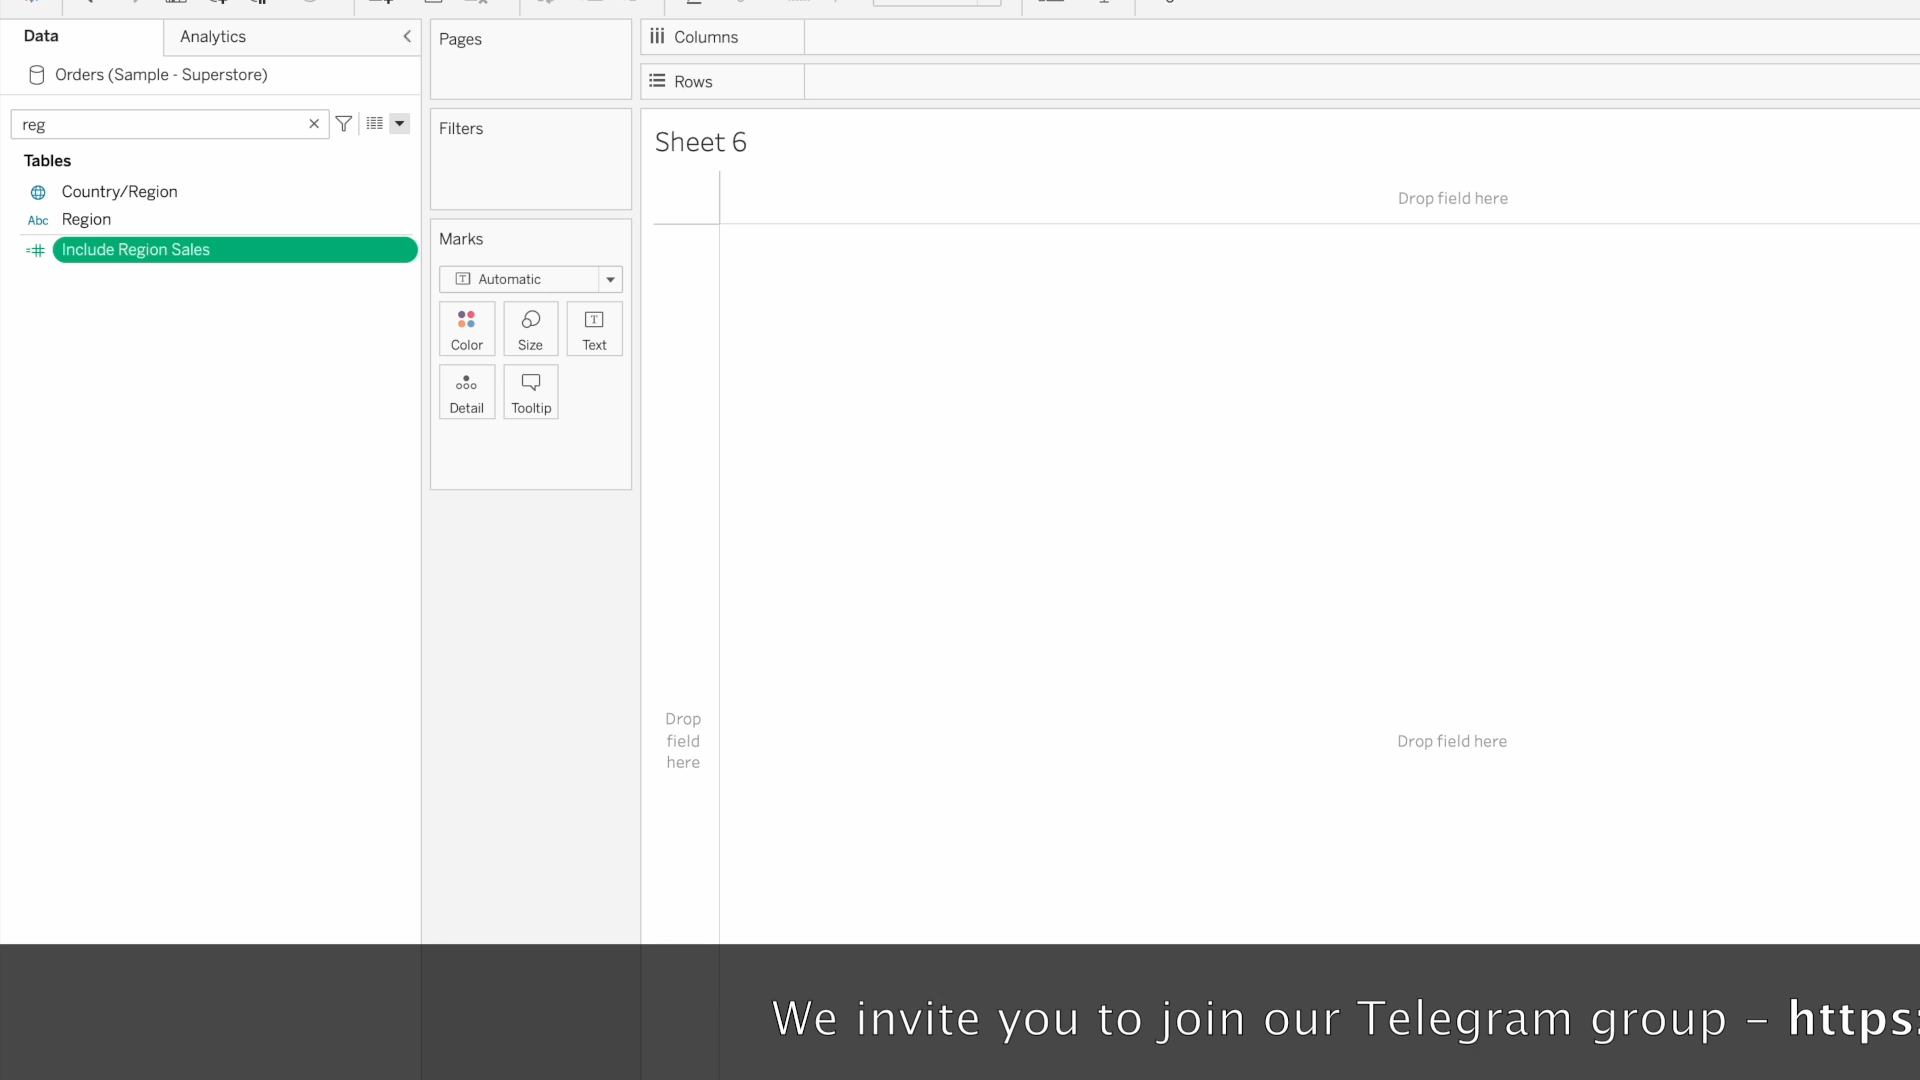 Data
Analytics
Orders (Sample - Superstore)
reg
Tables
Country/Region
Abc Region
Include Region Sales
Pages
Filters
Marks
Automatic
Color
Size
Text
Detail
Tooltip
Columns
Rows
Sheet 6
Drop field here
Drop
field
here
Drop field here
We invite you to join our Telegram group – https: